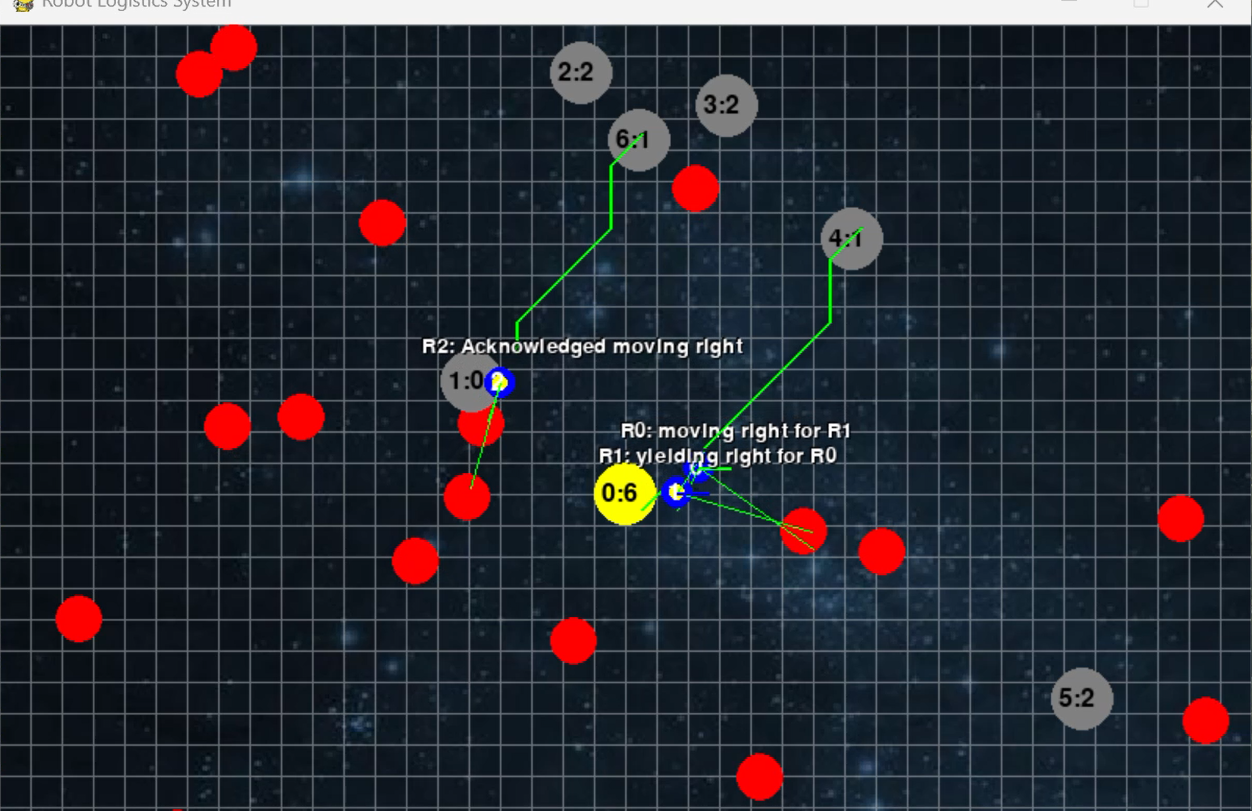 Robot Logistics System
2:2
3:2
6:1
4:1
R2: Acknowledged moving right
1:0
R0: moving right for R1
R1: yielding right for R0
0:6
5:2